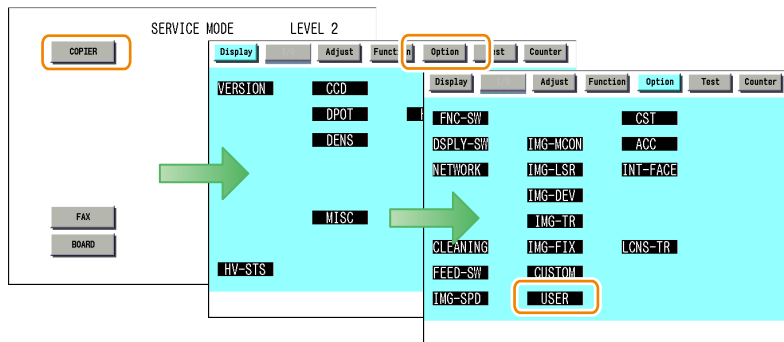 SERVICE MODE LEVEL 2
COPIER
FAX
BOARD
Display Adjust Option Counter
VERSION CCD
DPOT
DENS
MISC
HV-STS
Display Adjust Function Option Test Counter
FNC-SW CST
DSPLY-SW IMG-MCON ACC
NETWORK IMG-LSR INT-FACE
IMG-DEV
IMG-TR
CLEANING IMG-FIX LCNS-TR
FEED-SW CUSTOM
IMG-SPD USER